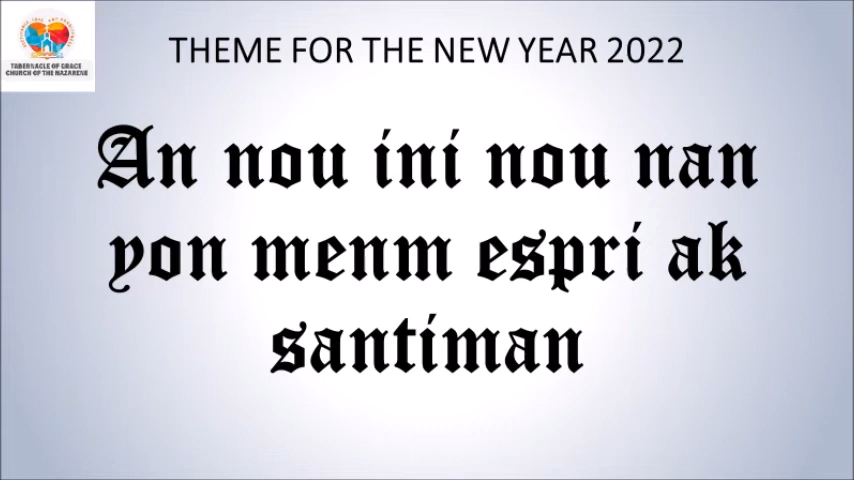 TABERNACLE OF GRACE
CHURCH OF THE NAZARENE
THEME FOR THE NEW YEAR 2022
An nou ini nou nan
yon menm espri ak
santiman